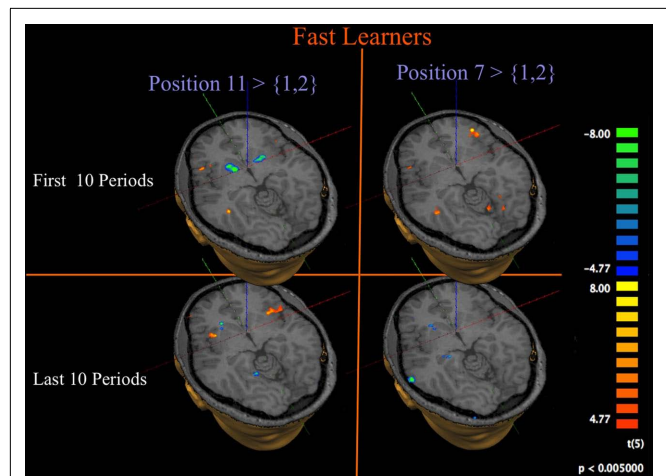 Fast Learners
Position 11 > {1,2}
Position 7 > {1,2}
First 10 Periods
Last 10 Periods
−8.00
−4.77
8.00
4.77
t(5)
p < 0.005000